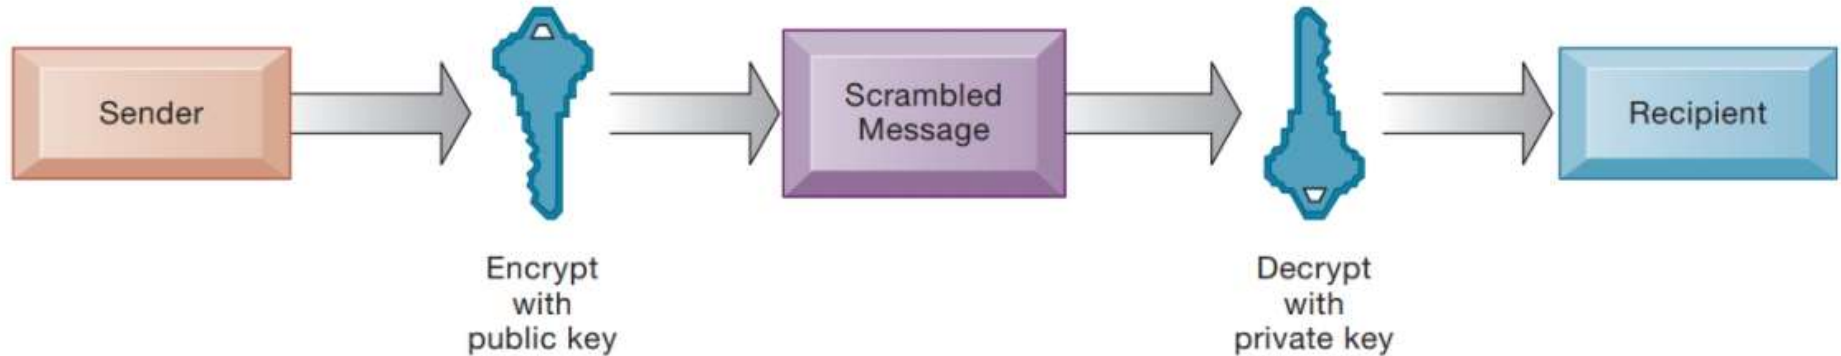 Sender
Encrypt
with
public key
Scrambled
Message
Decrypt
with
private key
Recipient